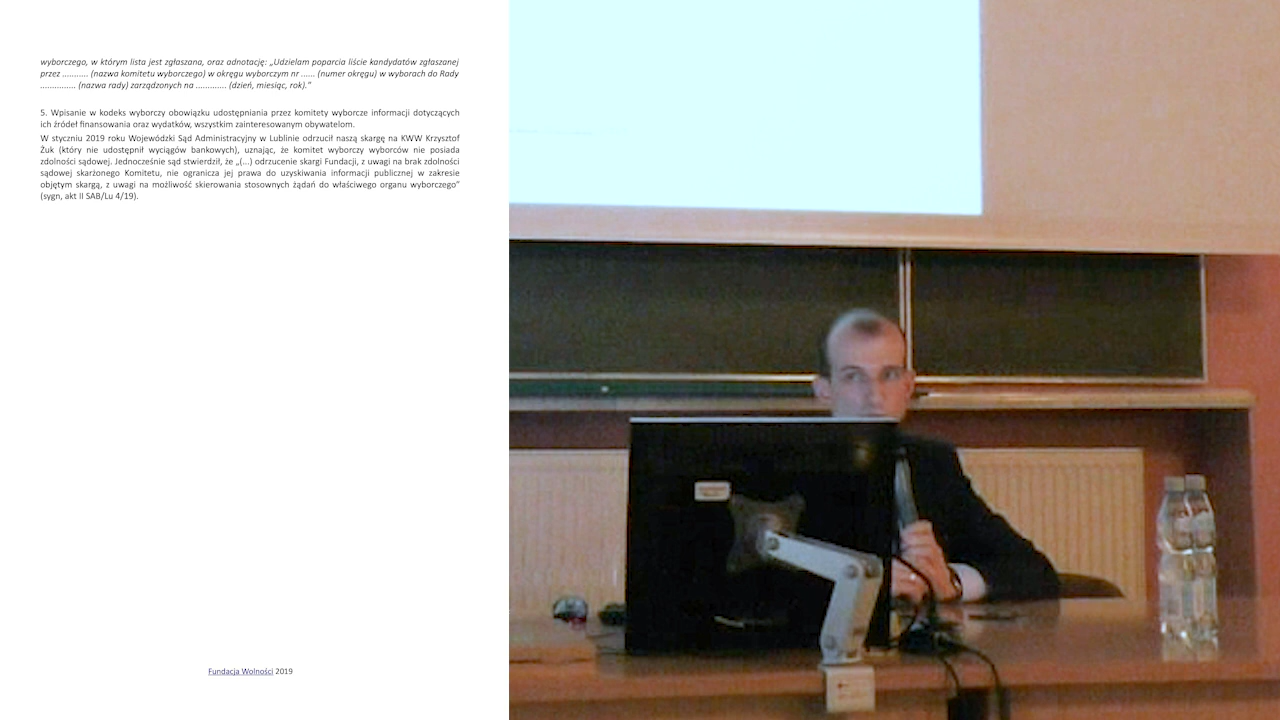 wyborczego, w którym lista jest zgłaszana, oraz adnotację: „Udzielam poparcia liście kandydatów zgłaszanej
przez ........... (nazwa komitetu wyborczego) w okręgu wyborczym nr ...... (numer okręgu) w wyborach do Rady
............... (nazwa rady) zarządzonych na ............. (dzień, miesiąc, rok).”
5. Wpisanie w kodeks wyborczy obowiązku udostępniania przez komitety wyborcze informacji dotyczących
ich źródeł finansowania oraz wydatków, wszystkim zainteresowanym obywatelom.
W styczniu 2019 roku Wojewódzki Sąd Administracyjny w Lublinie odrzucił naszą skargę na KWW Krzysztof
Żuk (który nie udostępnił wyciągów bankowych), uznając, że komitet wyborczy wyborców nie posiada
zdolności sądowej. Jednocześnie sąd stwierdził, że „(...) odrzucenie skargi Fundacji, z uwagi na brak zdolności
sądowej skarżonego Komitetu, nie ogranicza jej prawa do uzyskiwania informacji publicznej w zakresie
objętym skargą, z uwagi na możliwość skierowania stosownych żądań do właściwego organu wyborczego”
(sygn, akt II SAB/Lu 4/19).
Fundacja Wolności 2019